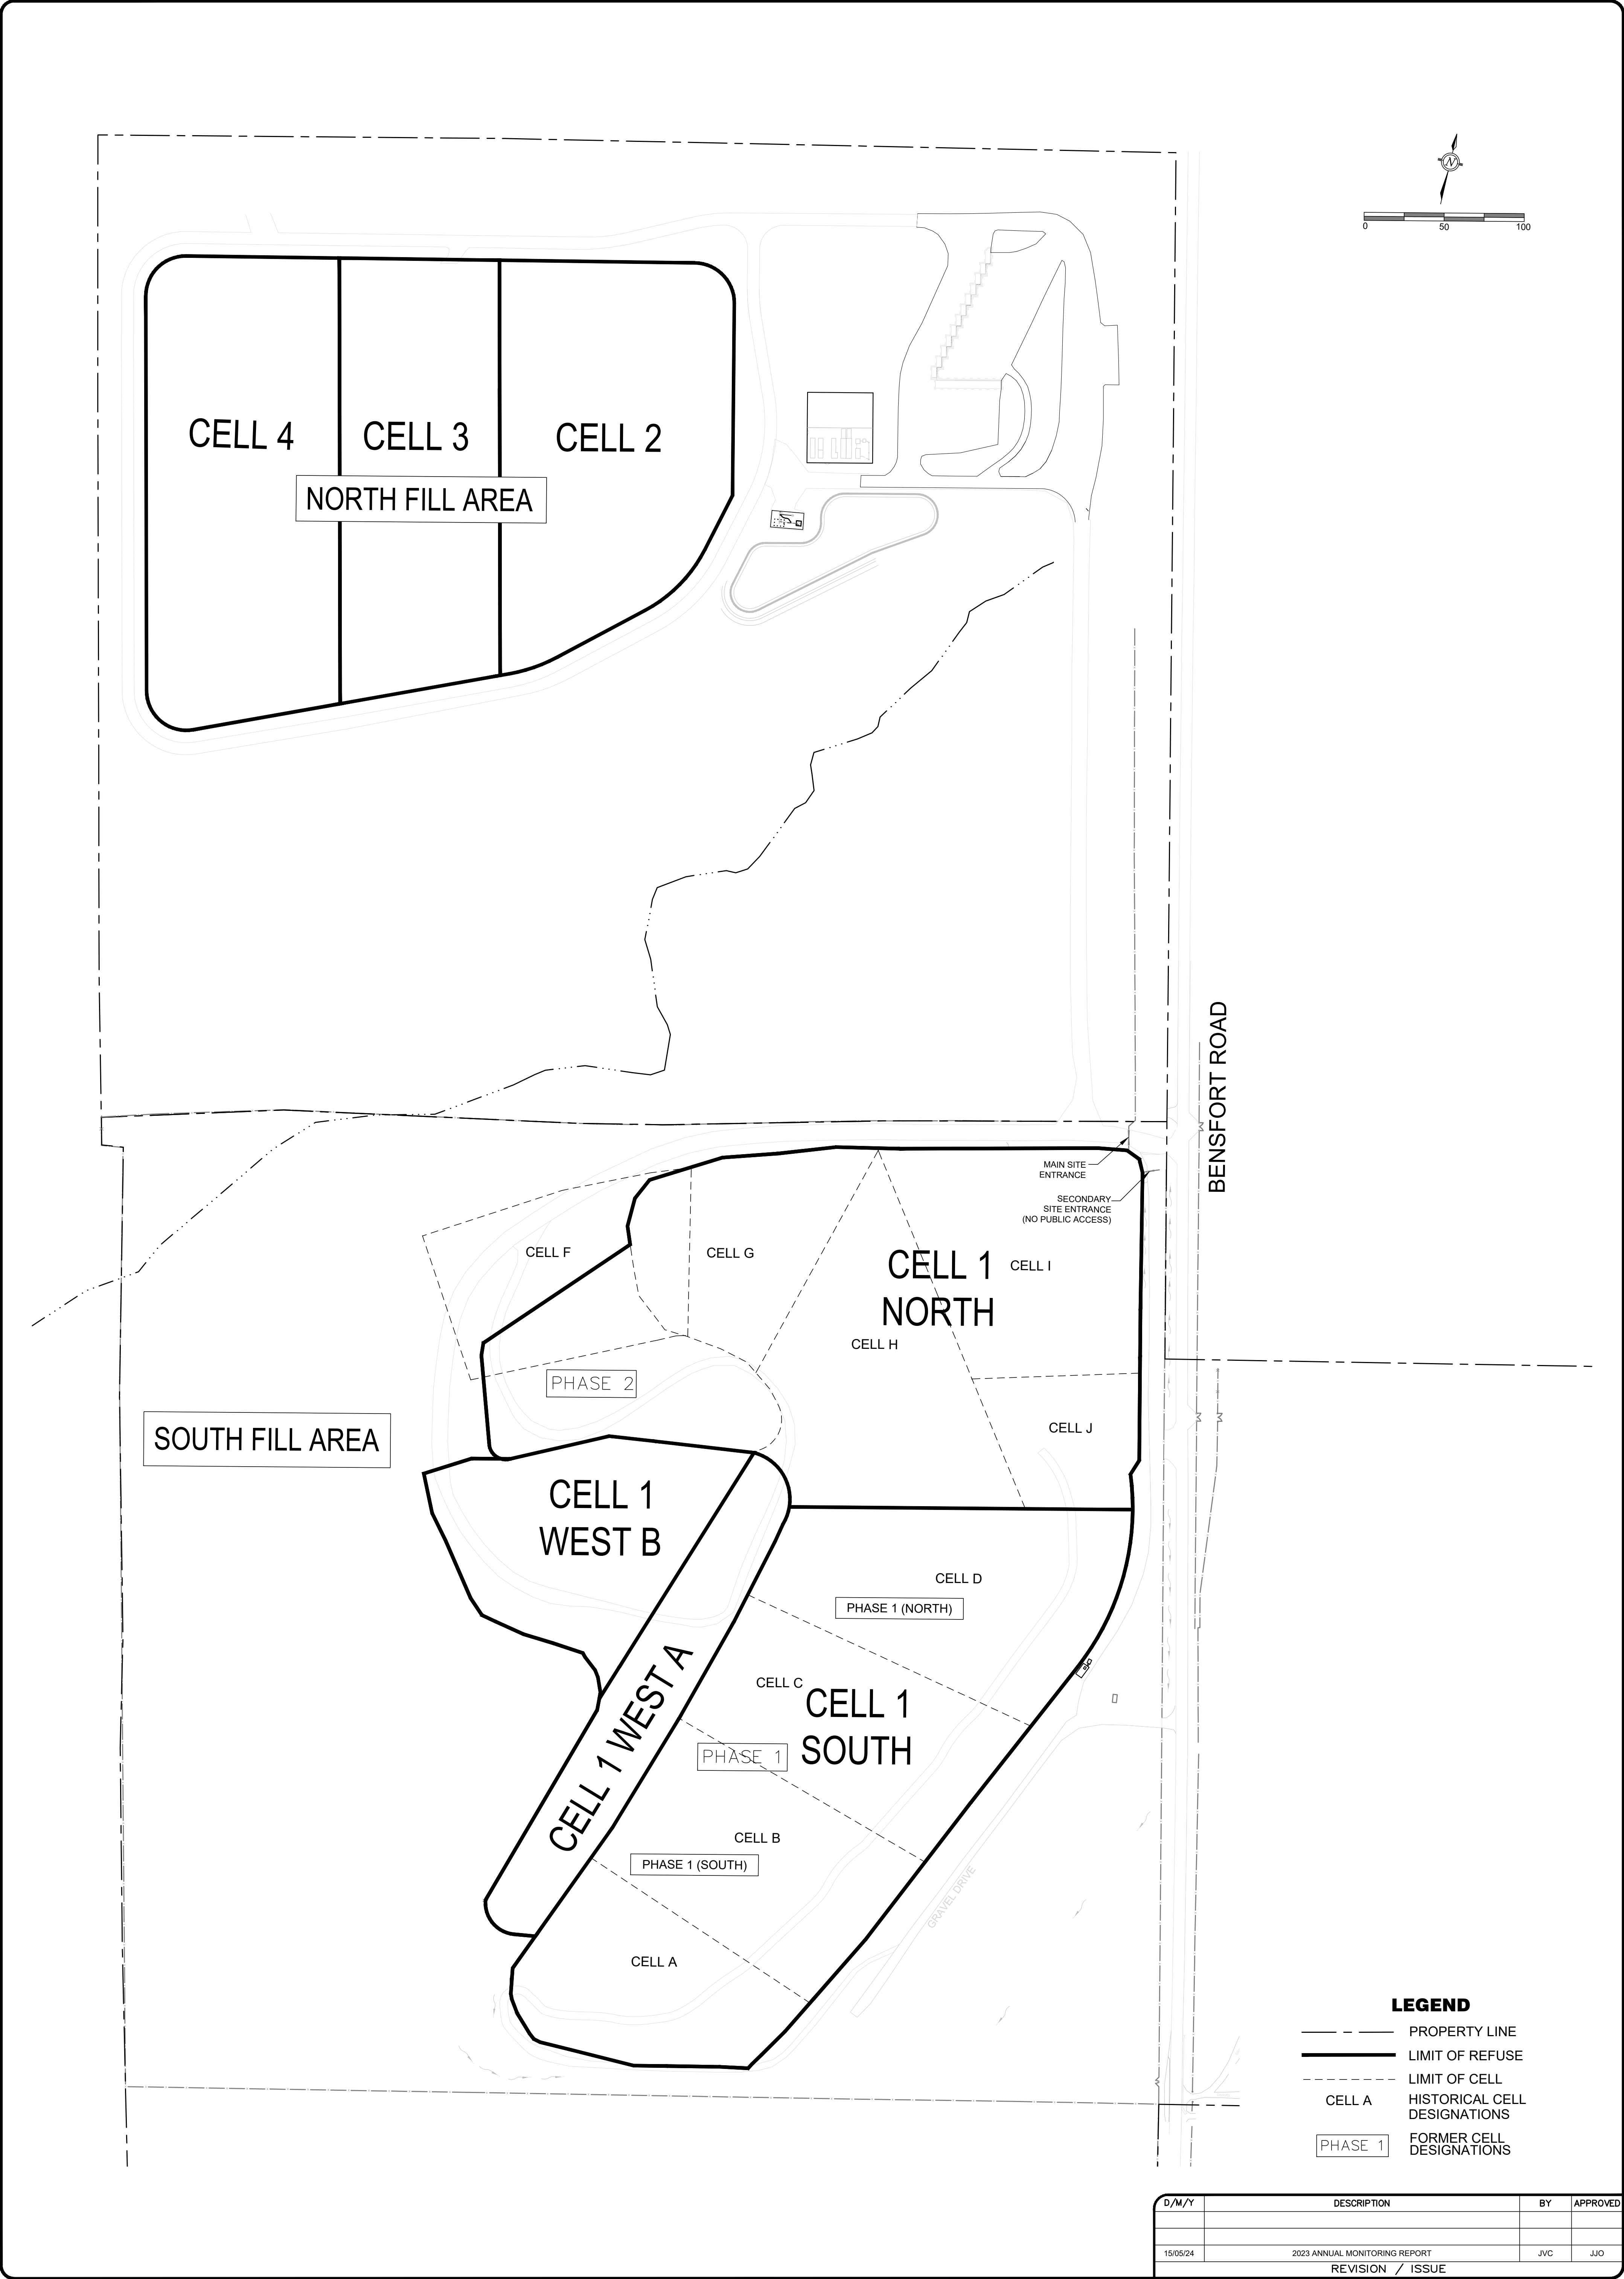 N
0 50 100
CELL 4
CELL 3
CELL 2
NORTH FILL AREA
BENSFORT ROAD
MAIN SITE
ENTRANCE
SECONDARY
SITE ENTRANCE
(NO PUBLIC ACCESS)
CELL F
CELL G
CELL 1
NORTH
CELL I
CELL H
PHASE 2
CELL J
SOUTH FILL AREA
CELL 1
WEST B
CELL D
PHASE 1 (NORTH)
CELL 1 WEST A
CELL C
CELL 1
SOUTH
PHASE 1
CELL B
PHASE 1 (SOUTH)
GRAVEL DRIVE
CELL A
LEGEND
PROPERTY LINE
LIMIT OF REFUSE
LIMIT OF CELL
CELL A HISTORICAL CELL
DESIGNATIONS
PHASE 1 FORMER CELL
DESIGNATIONS
D/M/Y DESCRIPTION BY APPROVED
15/05/24 2023 ANNUAL MONITORING REPORT JVC JJO
REVISION / ISSUE